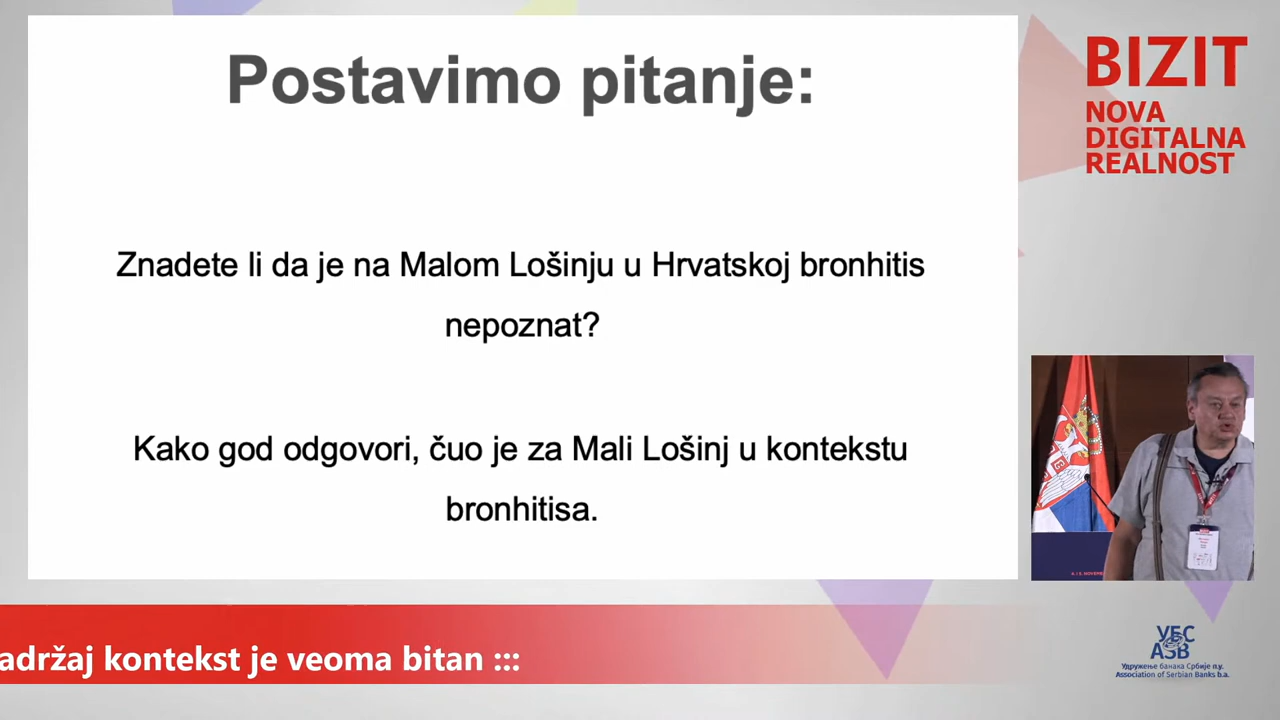 Postavimo pitanje:
Znadete li da je na Malom Lošinju u Hrvatskoj bronhitis
nepoznat?
Kako god odgovori, čuo je za Mali Lošinj u kontekstu
bronhitisa.
BIZIT
NOVA
DIGITALNA
REALNOST
adržaj kontekst je veoma bitan :::
УБС
ASB
Удружење банака Србије п.у.
Association of Serbian Banks b.a.